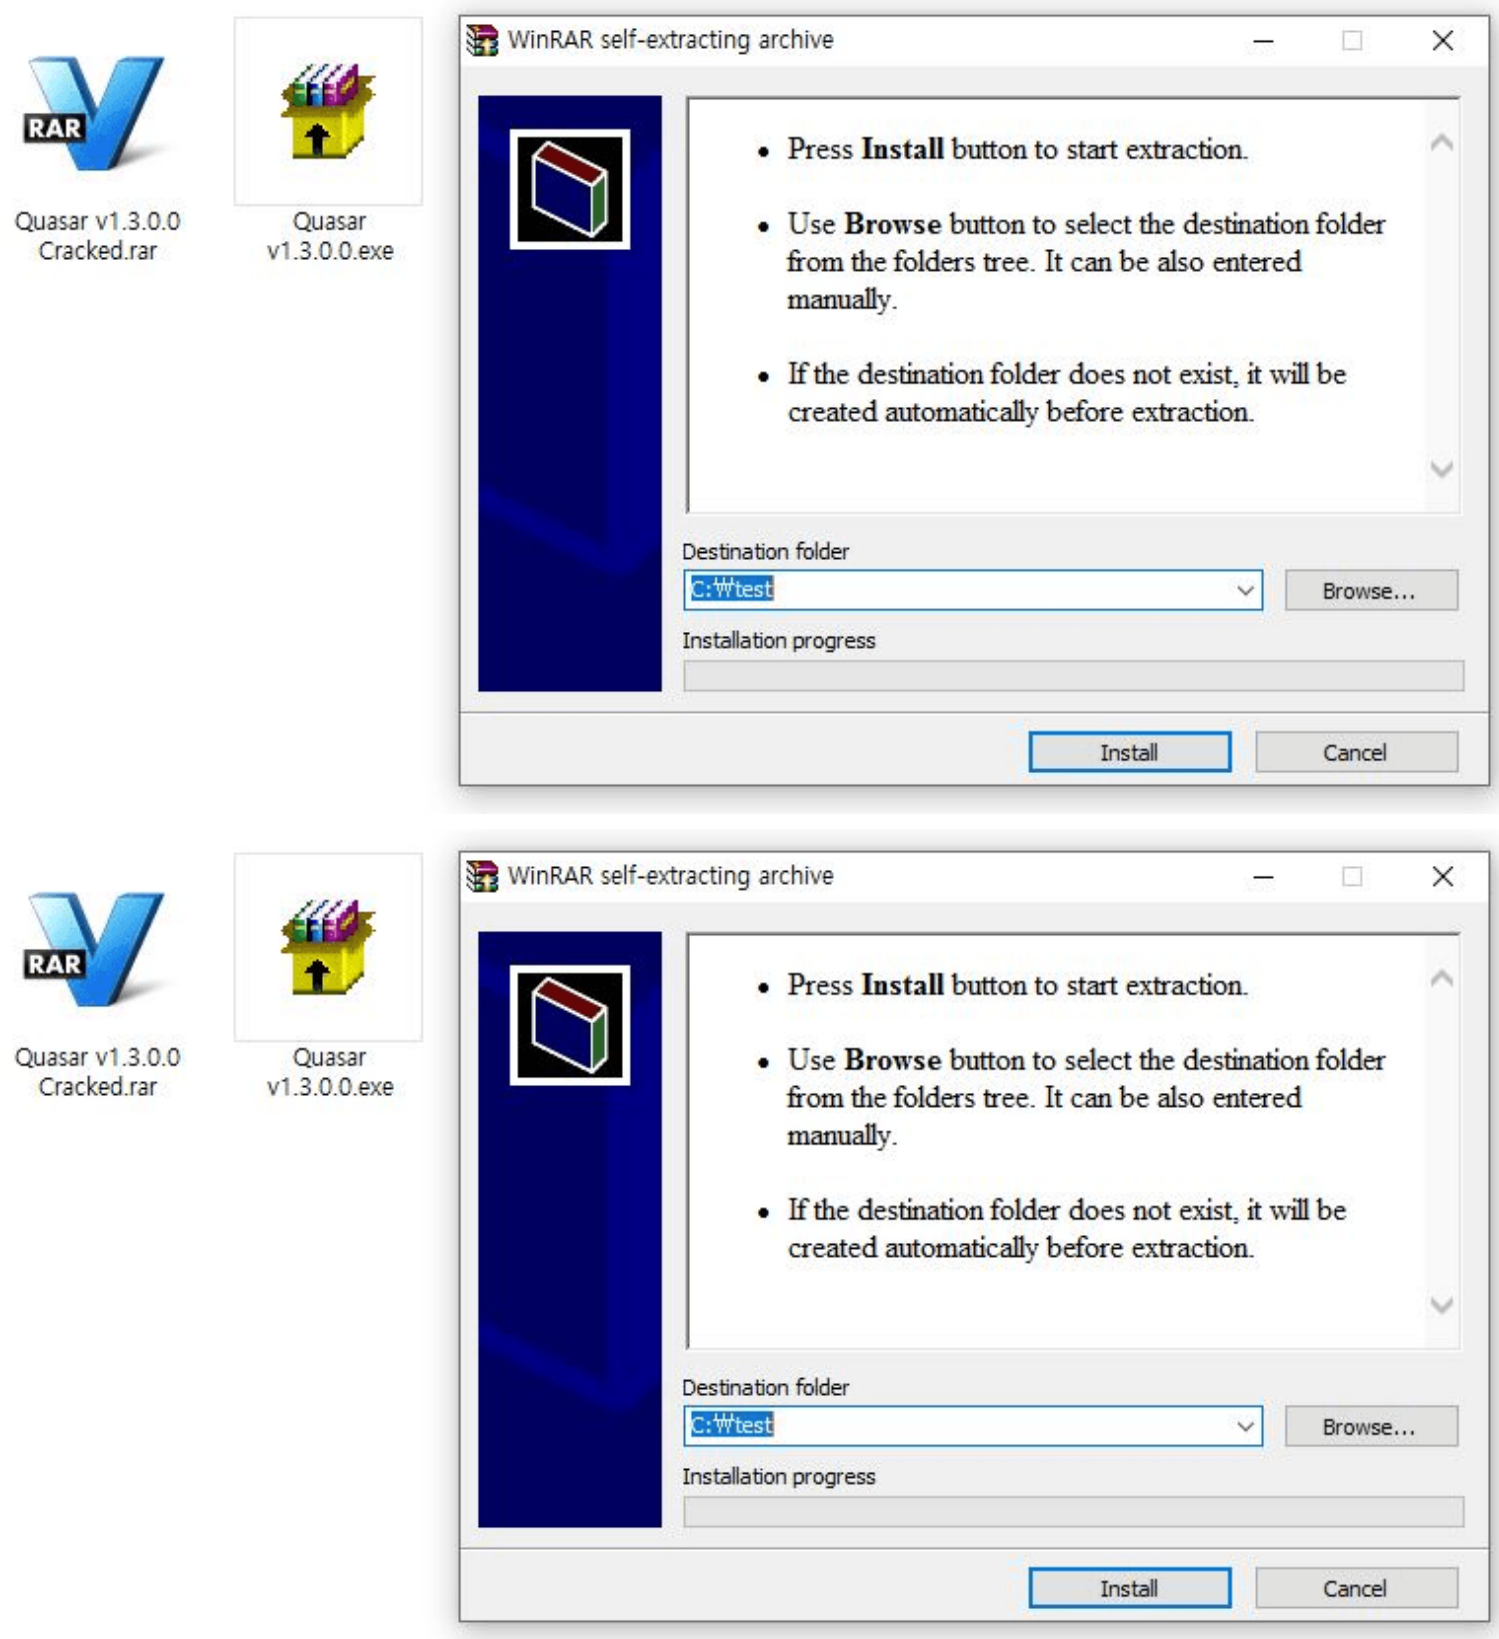 WinRAR self-extracting archive
RAR
Quasar v1.3.0.0
Cracked.rar
Quasar
v1.3.0.0.exe
• Press Install button to start extraction.
• Use Browse button to select the destination folder
from the folders tree. It can be also entered
manually.
• If the destination folder does not exist, it will be
created automatically before extraction.
Destination folder
C:₩test
Browse...
Installation progress
Install
Cancel
WinRAR self-extracting archive
RAR
Quasar v1.3.0.0
Cracked.rar
Quasar
v1.3.0.0.exe
• Press Install button to start extraction.
• Use Browse button to select the destination folder
from the folders tree. It can be also entered
manually.
• If the destination folder does not exist, it will be
created automatically before extraction.
Destination folder
C:₩test
Browse...
Installation progress
Install
Cancel